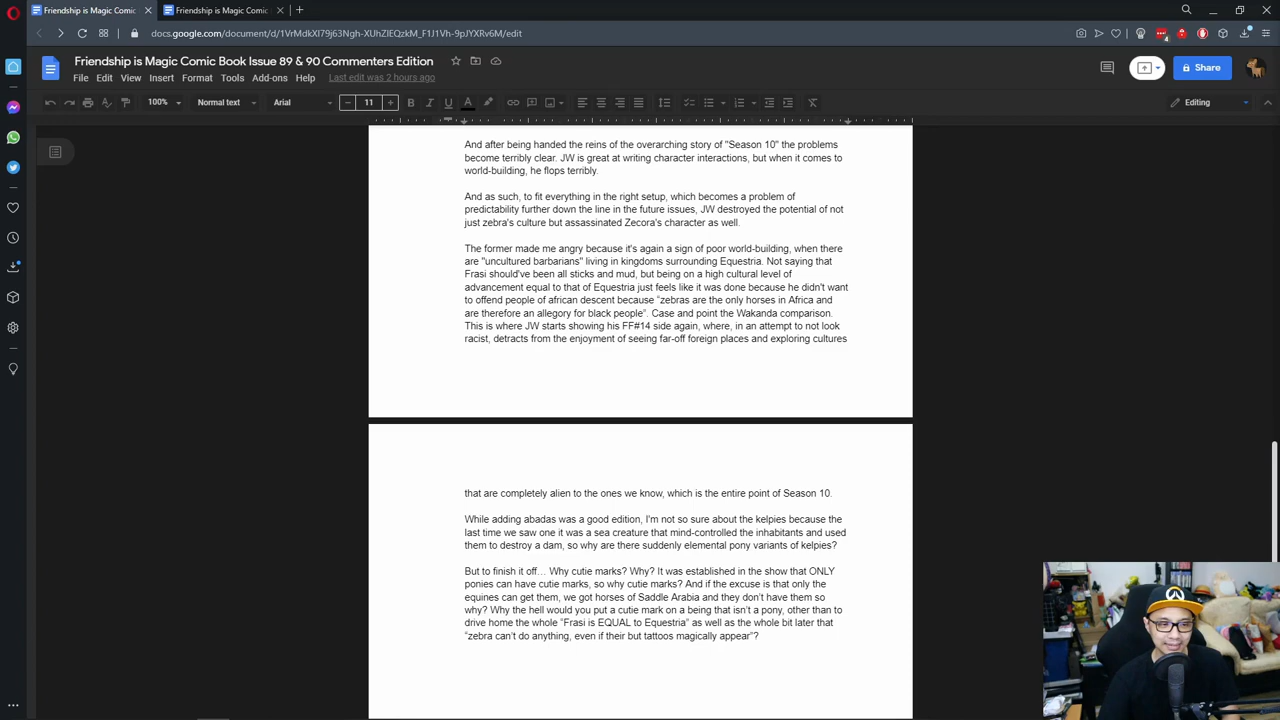 Friendship is Magic Comic
Friendship is Magic Comic
docs.google.com/document/d/1VrMdkXl79j63Ngh-XUhZIEQzkM_F1J1Vh-9pJYXRv6M/edit
Friendship is Magic Comic Book Issue 89 & 90 Commenters Edition
File Edit View Insert Format Tools Add-ons Help Last edit was 2 hours ago
Share
100% Normal text Arial 11 Editing
And after being handed the reins of the overarching story of "Season 10" the problems
become terribly clear. JW is great at writing character interactions, but when it comes to
world-building, he flops terribly.
And as such, to fit everything in the right setup, which becomes a problem of
predictability further down the line in the future issues, JW destroyed the potential of not
just zebra's culture but assassinated Zecora's character as well.
The former made me angry because it's again a sign of poor world-building, when there
are "uncultured barbarians" living in kingdoms surrounding Equestria. Not saying that
Frasi should've been all sticks and mud, but being on a high cultural level of
advancement equal to that of Equestria just feels like it was done because he didn't want
to offend people of african descent because "zebras are the only horses in Africa and
are therefore an allegory for black people". Case and point the Wakanda comparison.
This is where JW starts showing his FF#14 side again, where, in an attempt to not look
racist, detracts from the enjoyment of seeing far-off foreign places and exploring cultures
that are completely alien to the ones we know, which is the entire point of Season 10.
While adding abadas was a good edition, I'm not so sure about the kelpies because the
last time we saw one it was a sea creature that mind-controlled the inhabitants and used
them to destroy a dam, so why are there suddenly elemental pony variants of kelpies?
But to finish it off… Why cutie marks? Why? It was established in the show that ONLY
ponies can have cutie marks, so why cutie marks? And if the excuse is that only the
equines can get them, we got horses of Saddle Arabia and they don't have them so
why? Why the hell would you put a cutie mark on a being that isn't a pony, other than to
drive home the whole "Frasi is EQUAL to Equestria" as well as the whole bit later that
"zebra can't do anything, even if their but tattoos magically appear"?